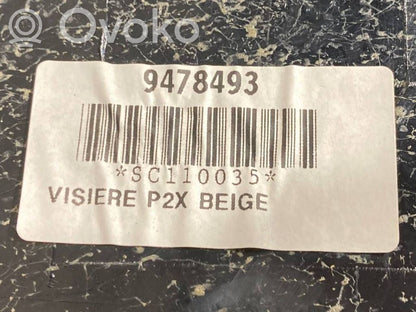 Ovoko
9478493
*SC110035*
VISIERE P2X BEIGE